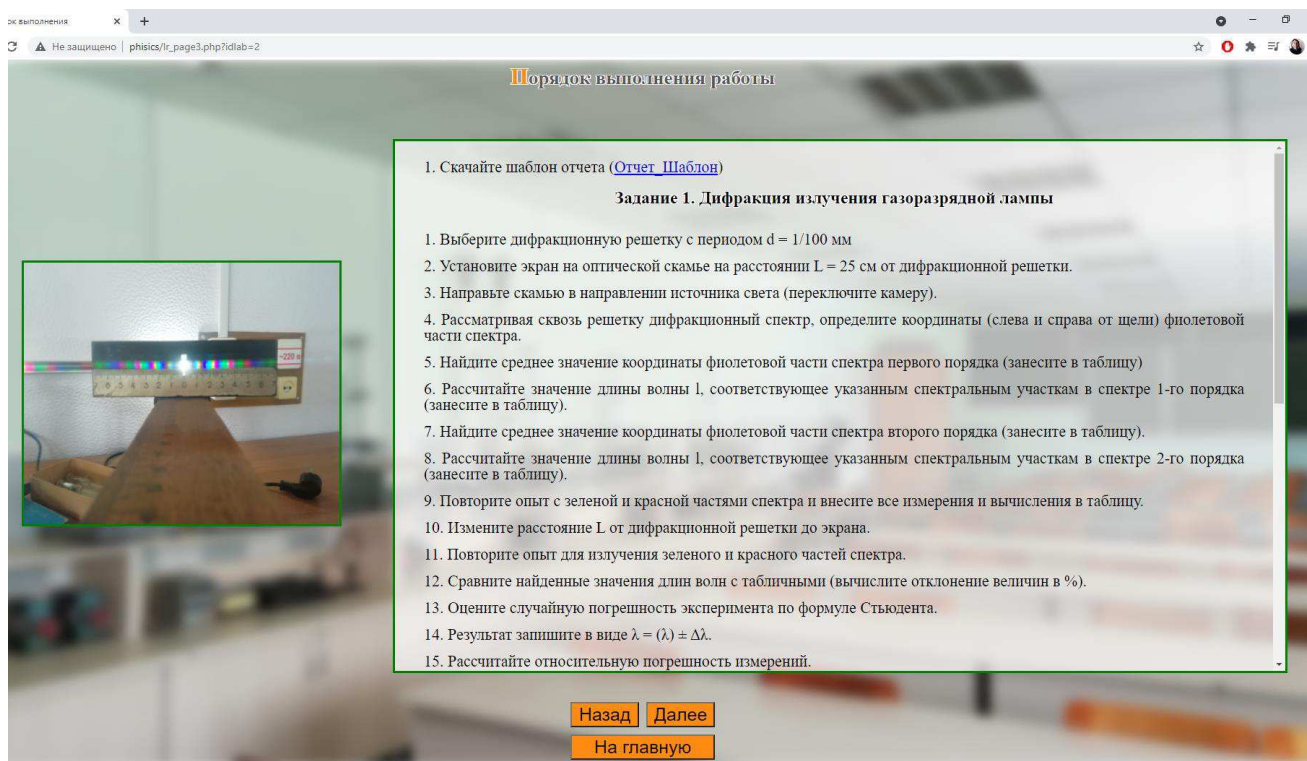 ок выполнения
Не защищено | phisics/lr_page3.php?idlab=2
Порядок выполнения работы
1. Скачайте шаблон отчета (Отчет_Шаблон)
Задание 1. Дифракция излучения газоразрядной лампы
1. Выберите дифракционную решетку с периодом d = 1/100 мм
2. Установите экран на оптической скамье на расстоянии L = 25 см от дифракционной решетки.
3. Направьте скамью в направлении источника света (переключите камеру).
4. Рассматривая сквозь решетку дифракционный спектр, определите координаты (слева и справа от щели) фиолетовой
части спектра.
5. Найдите среднее значение координаты фиолетовой части спектра первого порядка (занесите в таблицу)
6. Рассчитайте значение длины волны l, соответствующее указанным спектральным участкам в спектре 1-го порядка
(занесите в таблицу).
7. Найдите среднее значение координаты фиолетовой части спектра второго порядка (занесите в таблицу).
8. Рассчитайте значение длины волны l, соответствующее указанным спектральным участкам в спектре 2-го порядка
(занесите в таблицу).
9. Повторите опыт с зеленой и красной частями спектра и внесите все измерения и вычисления в таблицу.
10. Измените расстояние L от дифракционной решетки до экрана.
11. Повторите опыт для излучения зеленого и красного частей спектра.
12. Сравните найденные значения длин волн с табличными (вычислите отклонение величин в %).
13. Оцените случайную погрешность эксперимента по формуле Стьюдента.
14. Результат запишите в виде λ = (λ) ± Δλ.
15. Рассчитайте относительную погрешность измерений.
~220 в
Назад Далее
На главную